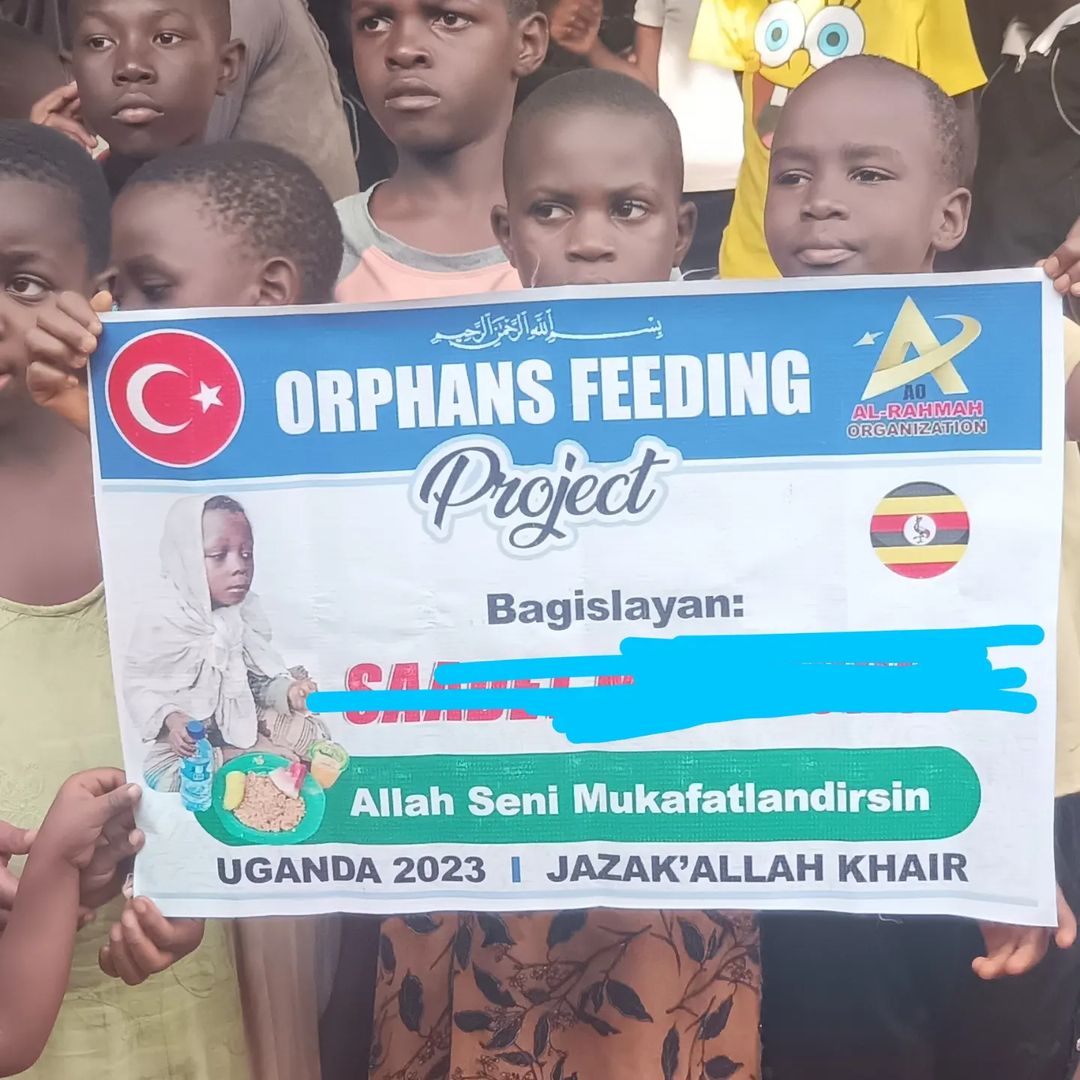 بسم الله الرحمن الرحيم
ORPHANS FEEDING
Project
AO
AL-RAHMAH
ORGANIZATION
Bagislayan:
Allah Seni Mukafatlandirsin
UGANDA 2023 | JAZAK'ALLAH KHAIR